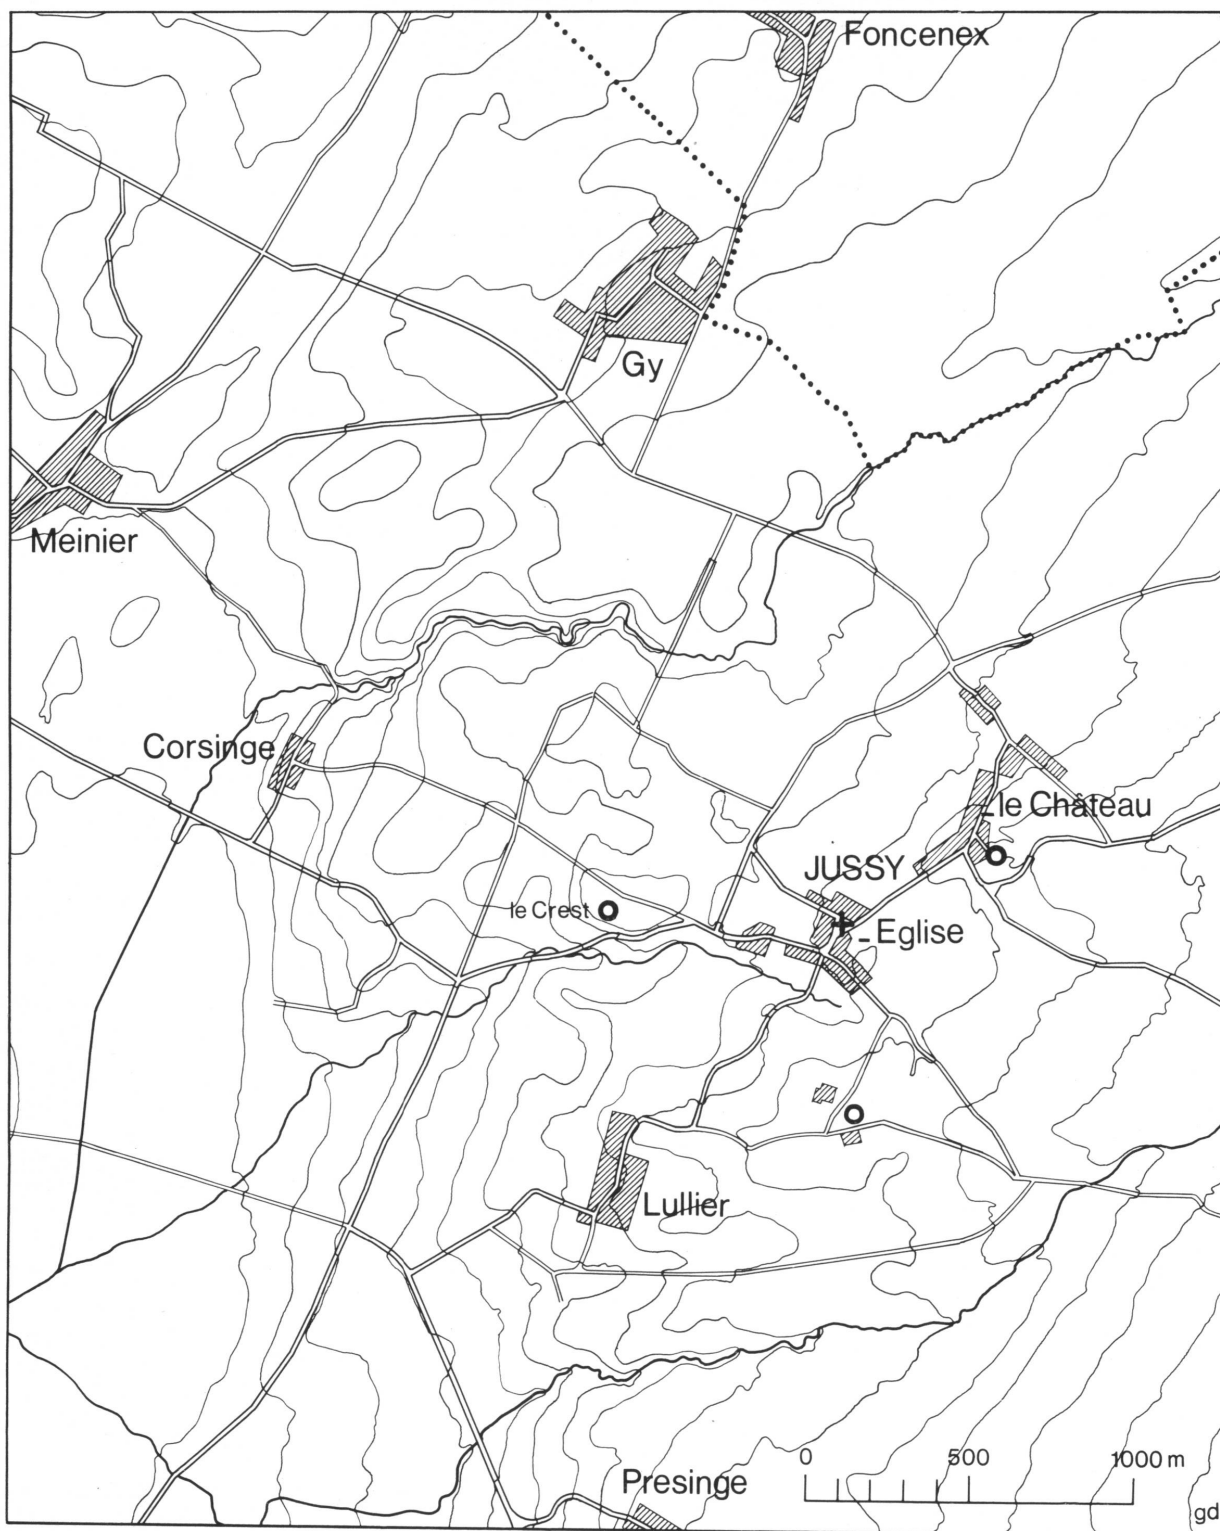 Foncenex
Gy
Meinier
Corsinge
-le Château
JUSSY
le Crest
-Eglise
Lullier
0 500 1000 m
Presinge
gd